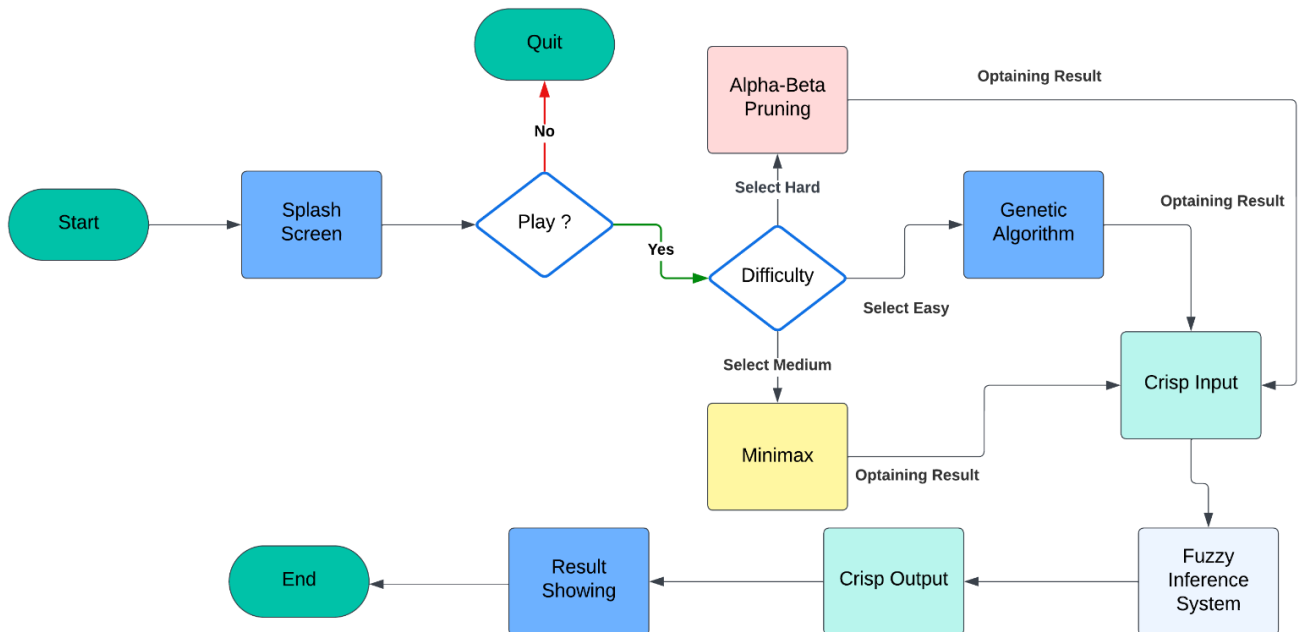 Quit
Alpha-Beta
Pruning
Optaining Result
No
Select Hard
Start
Splash
Screen
Play ?
Yes
Difficulty
Genetic
Algorithm
Optaining Result
Select Easy
Select Medium
Crisp Input
Minimax
Optaining Result
End
Result
Showing
Crisp Output
Fuzzy
Inference
System